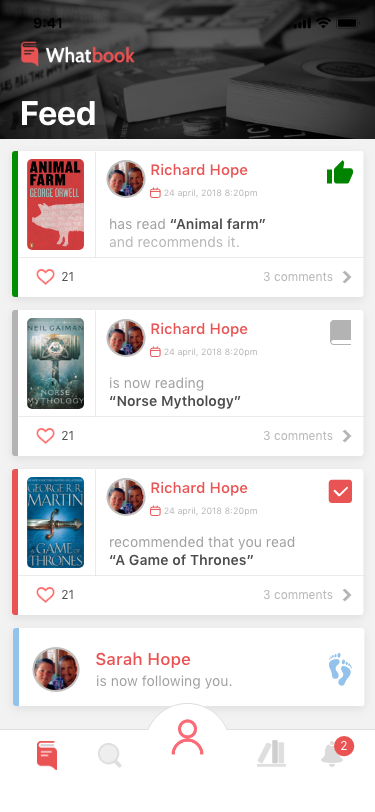 9:41
Whatbook
Feed
ANIMAL
FARM
GEORGE ORWELL
Richard Hope
24 april, 2018 8:20pm
has read “Animal farm”
and recommends it.
21
3 comments
NEIL GAIMAN
NORSE
MYTHOLOGY
Richard Hope
24 april, 2018 8:20pm
is now reading
“Norse Mythology”
21
3 comments
GEORGE R.R.
MARTIN
A GAME OF
THRONES
Richard Hope
24 april, 2018 8:20pm
recommended that you read
“A Game of Thrones”
21
3 comments
Sarah Hope
is now following you.
2